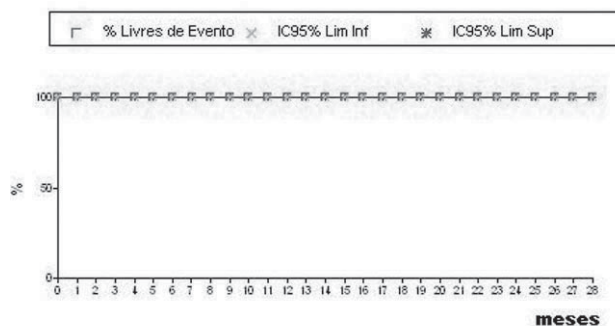 % Livres de Evento IC95% Lim Inf IC95% Lim Sup
100
%
50
0
0 1 2 3 4 5 6 7 8 9 10 11 12 13 14 15 16 17 18 19 20 21 22 23 24 25 26 27 28
meses